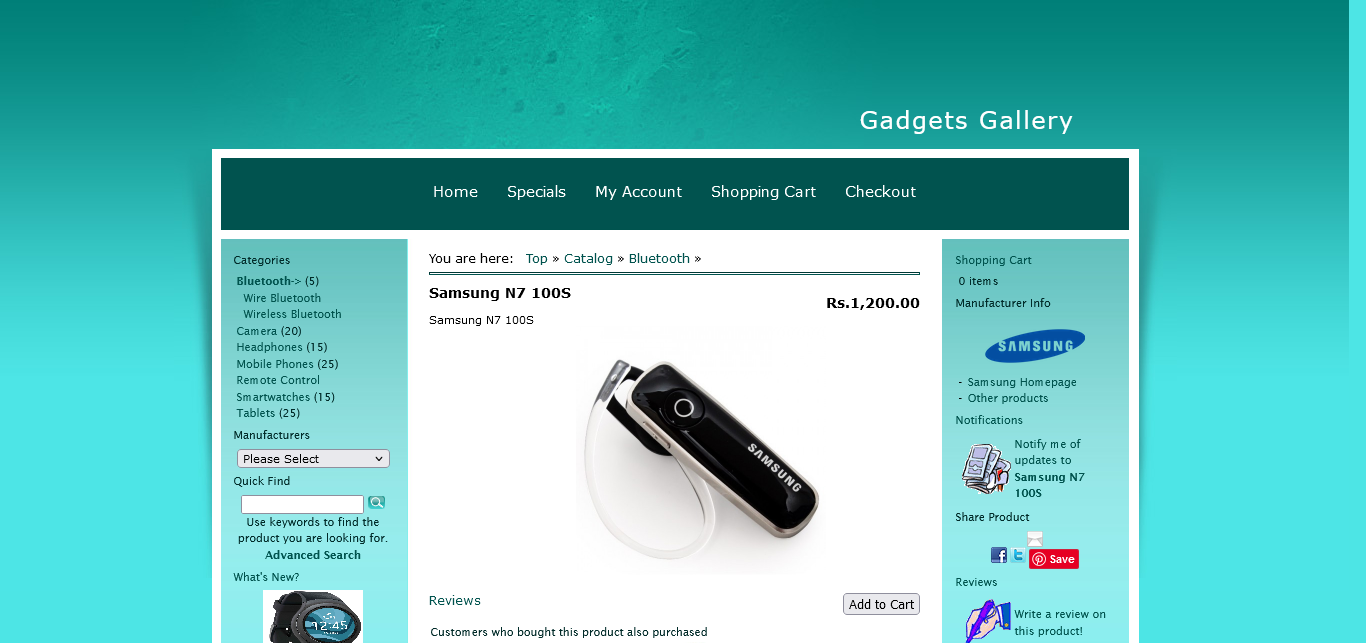 Gadgets Gallery
Home Specials My Account Shopping Cart Checkout
Categories
Bluetooth-> (5)
Wire Bluetooth
Wireless Bluetooth
Camera (20)
Headphones (15)
Mobile Phones (25)
Remote Control
Smartwatches (15)
Tablets (25)
Manufacturers
Please Select
Quick Find
Use keywords to find the
product you are looking for.
Advanced Search
What's New?
12:45
You are here: Top » Catalog » Bluetooth »
Samsung N7 100S
Rs.1,200.00
Samsung N7 100S
SAMSUNG
Reviews
Add to Cart
Customers who bought this product also purchased
Shopping Cart
0 items
Manufacturer Info
SAMSUNG
- Samsung Homepage
- Other products
Notifications
Notify me of
updates to
Samsung N7
100S
Share Product
Save
Reviews
Write a review on
this product!